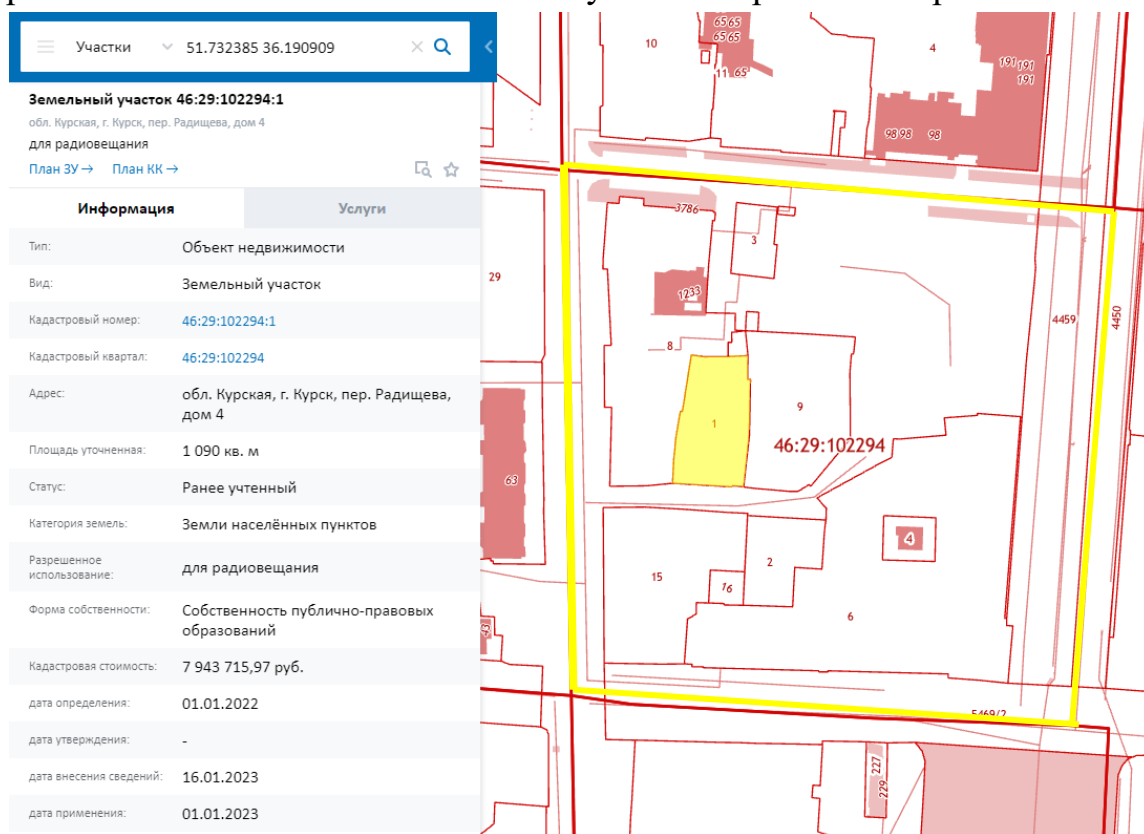 Участки 51.732385 36.190909
Земельный участок 46:29:102294:1
обл. Курская, г. Курск, пер. Радищева, дом 4
для радиовещания
План ЗУ → План КК →
Информация Услуги
Тип: Объект недвижимости
Вид: Земельный участок
Кадастровый номер: 46:29:102294:1
Кадастровый квартал: 46:29:102294
Адрес: обл. Курская, г. Курск, пер. Радищева,
дом 4
Площадь уточненная: 1 090 кв. м
Статус: Ранее учтенный
Категория земель: Земли населённых пунктов
Разрешенное
использование: для радиовещания
Форма собственности: Собственность публично-правовых
образований
Кадастровая стоимость: 7 943 715,97 руб.
дата определения: 01.01.2022
дата утверждения: -
дата внесения сведений: 16.01.2023
дата применения: 01.01.2023
65
65 65
65 65
10
4
11 65
191 191
191
98 98 98
3786
3
29
1233
4459
4450
8
1
9
46:29:102294
63
4
15
2
16
6
43
5469/2
227
229